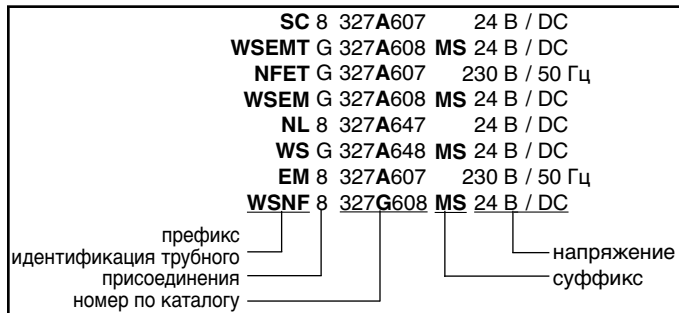 SC 8 327A607 24 В / DC
WSEMT G 327A608 MS 24 В / DC
NFET G 327A607 230 В / 50 Гц
WSEM G 327A608 MS 24 В / DC
NL 8 327A647 24 В / DC
WS G 327A648 MS 24 В / DC
EM 8 327A607 230 В / 50 Гц
WSNF 8 327G608 MS 24 В / DC
префикс
идентификация трубного
присоединения
номер по каталогу
напряжение
суффикс